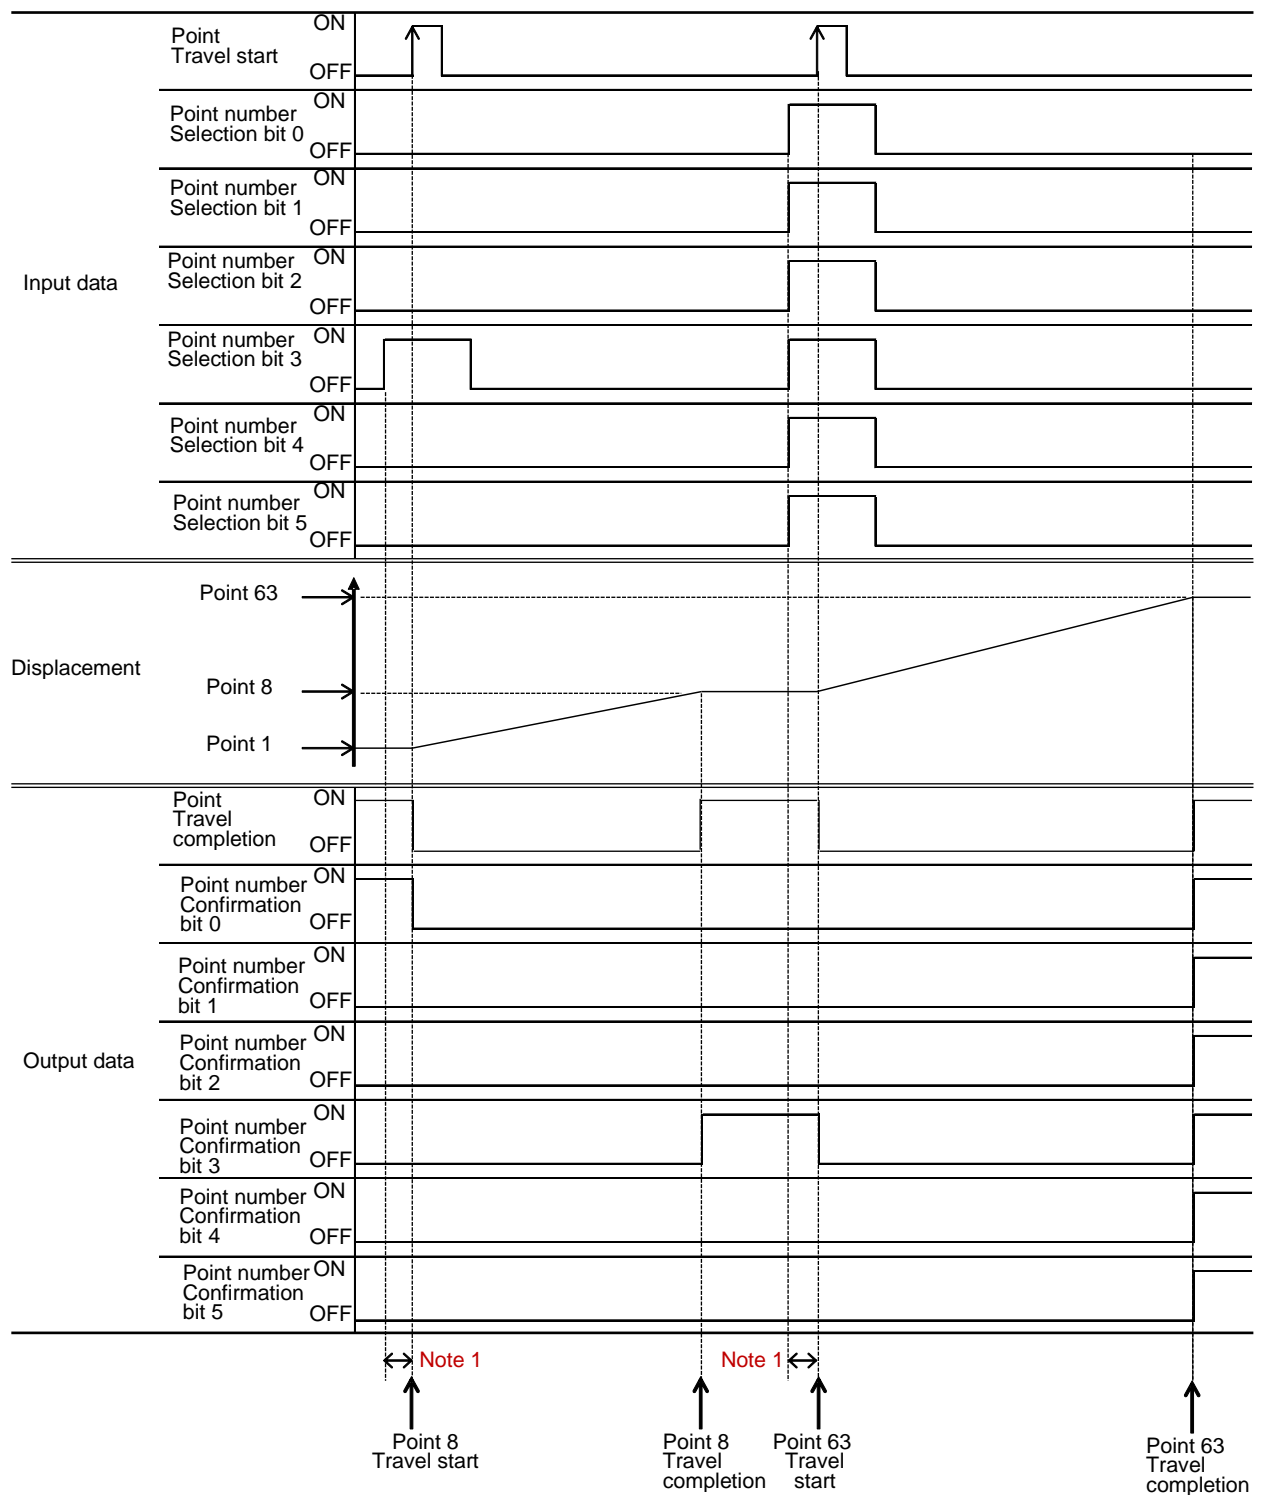 Input data
Point
Travel start
ON
OFF
Point number
Selection bit 0
ON
OFF
Point number
Selection bit 1
ON
OFF
Point number
Selection bit 2
ON
OFF
Point number
Selection bit 3
ON
OFF
Point number
Selection bit 4
ON
OFF
Point number
Selection bit 5
ON
OFF
Displacement
Point 63
Point 8
Point 1
Output data
Point
Travel
completion
ON
OFF
Point number
Confirmation
bit 0
ON
OFF
Point number
Confirmation
bit 1
ON
OFF
Point number
Confirmation
bit 2
ON
OFF
Point number
Confirmation
bit 3
ON
OFF
Point number
Confirmation
bit 4
ON
OFF
Point number
Confirmation
bit 5
ON
OFF
Note 1
Note 1
Point 8
Travel start
Point 8
Travel
completion
Point 63
Travel
start
Point 63
Travel
completion